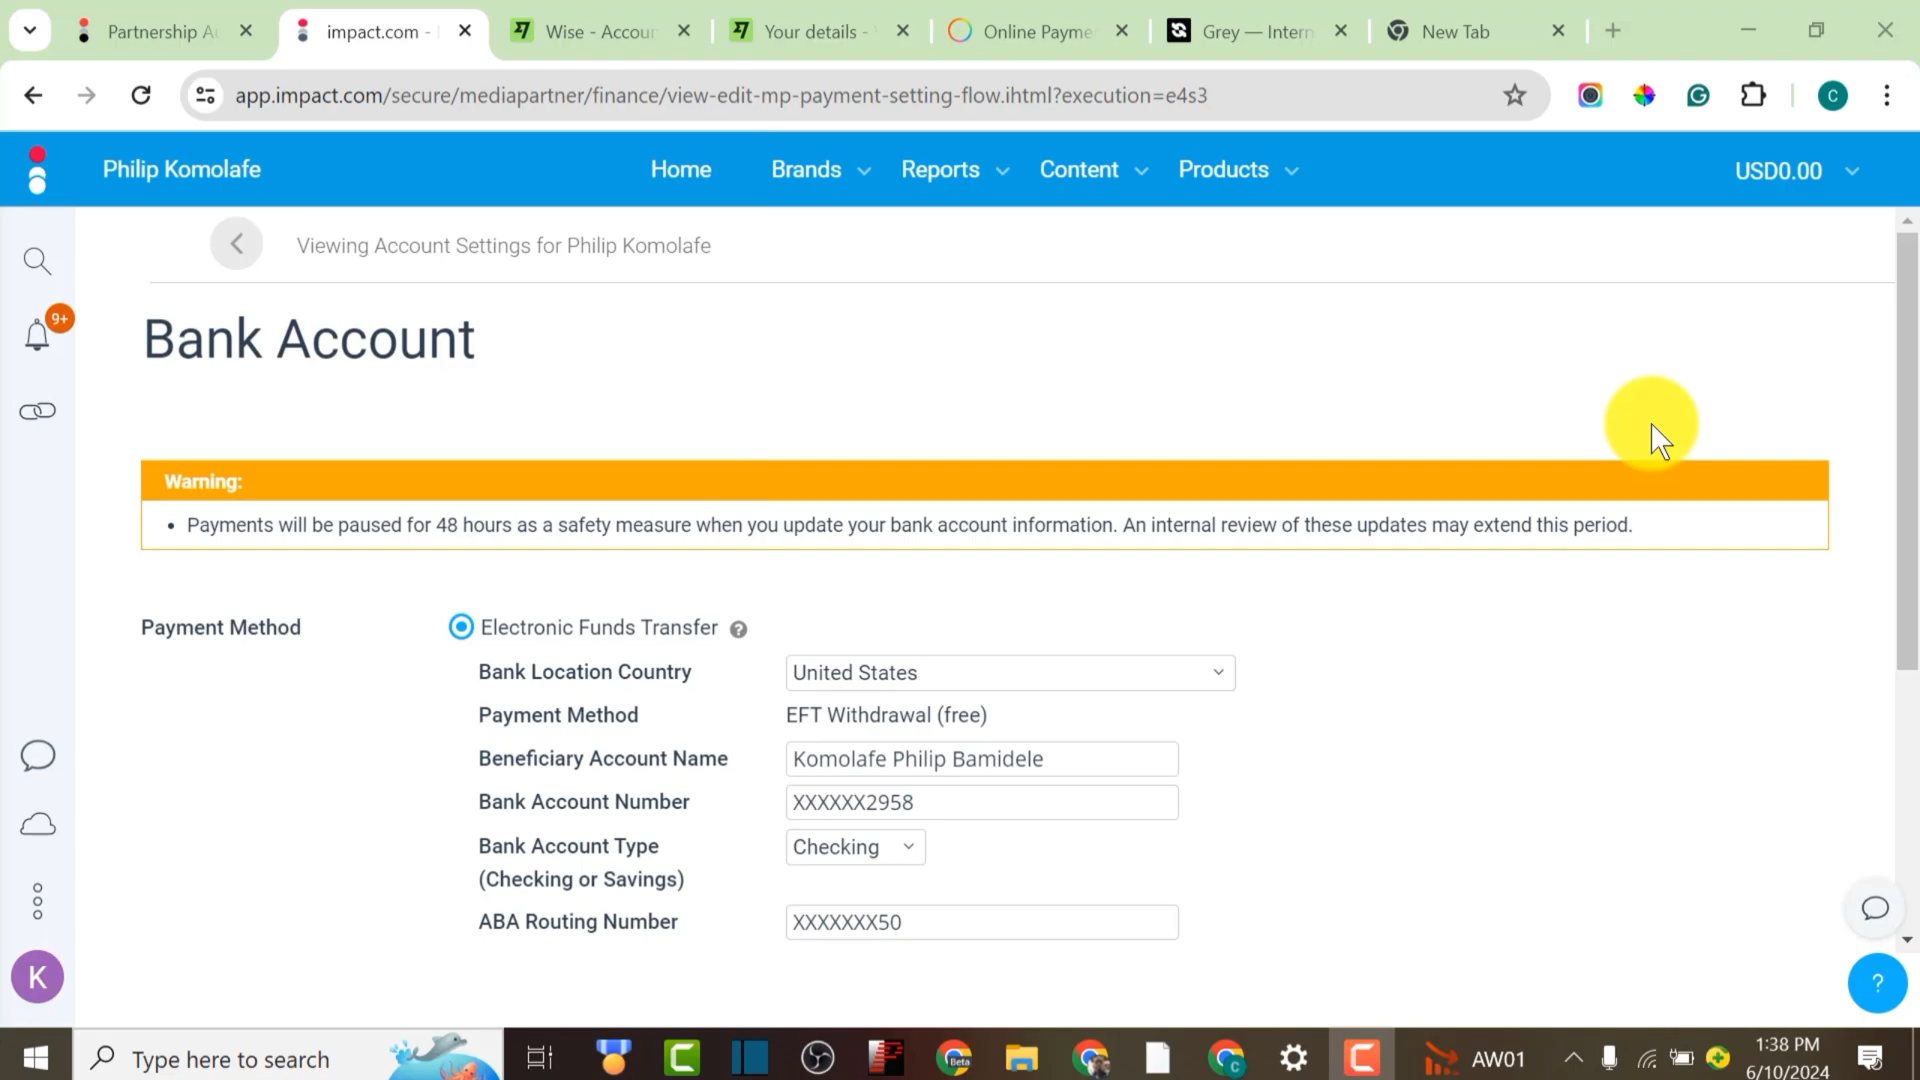 Partnership Au
impact.com -
Wise - Accoun
Your details -
Online Payme
Grey — Intern
New Tab
app.impact.com/secure/mediapartner/finance/view-edit-mp-payment-setting-flow.ihtml?execution=e4s3
C
Philip Komolafe
Home
Brands
Reports
Content
Products
USD0.00
Viewing Account Settings for Philip Komolafe
9+
Bank Account
Warning:
• Payments will be paused for 48 hours as a safety measure when you update your bank account information. An internal review of these updates may extend this period.
Payment Method
Electronic Funds Transfer ?
Bank Location Country
United States
Payment Method
EFT Withdrawal (free)
Beneficiary Account Name
Komolafe Philip Bamidele
Bank Account Number
XXXXXX2958
Bank Account Type
(Checking or Savings)
Checking
ABA Routing Number
XXXXXXX50
K
?
Type here to search
Beta
AW01
1:38 PM
6/10/2024